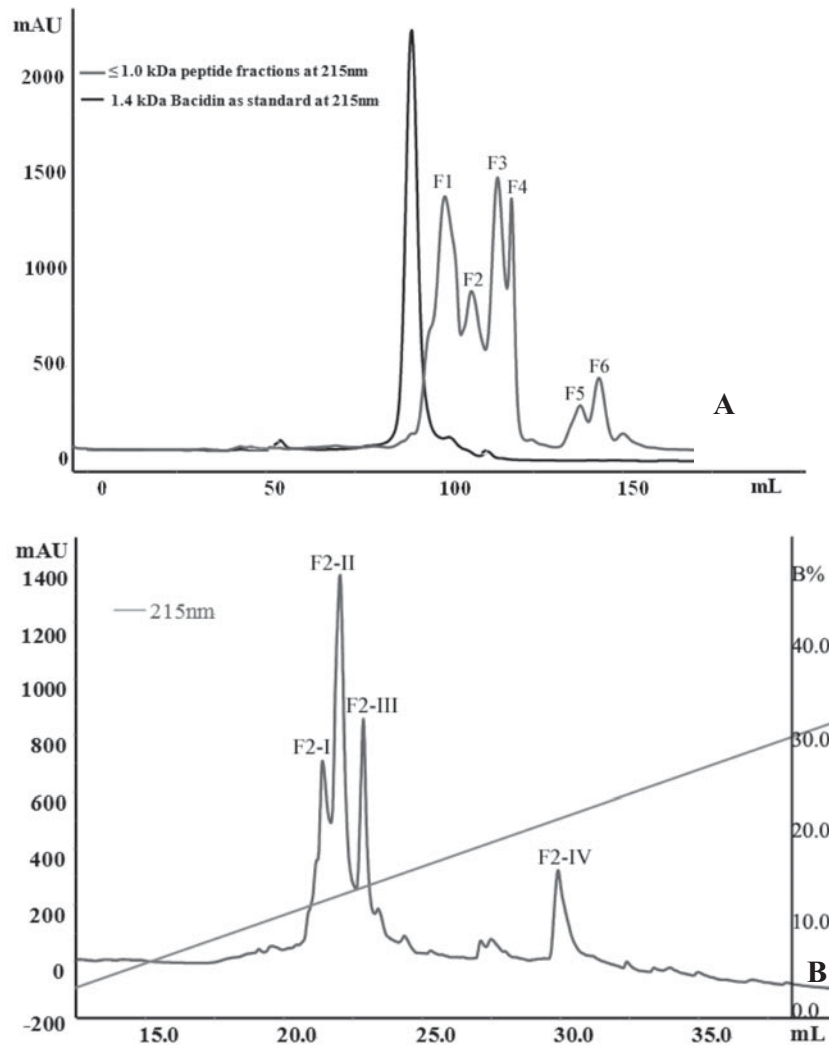 mAU
2000
1500
1000
500
0
≤ 1.0 kDa peptide fractions at 215nm
1.4 kDa Bacidin as standard at 215nm
F1
F2
F3
F4
F5
F6
A
0
50
100
150
mL
mAU
1400
1200
1000
800
600
400
200
0
-200
215nm
F2-I
F2-II
F2-III
F2-IV
B%
40.0
30.0
20.0
10.0
0.0
B
15.0
20.0
25.0
30.0
35.0
mL